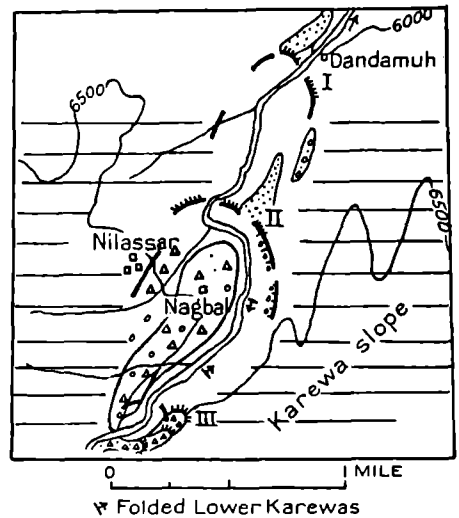 6000
Dandamuh
I
6500
II
6500
Nilassar
Nagbal
Karewa slope
III
0 1 MILE
Folded Lower Karewas